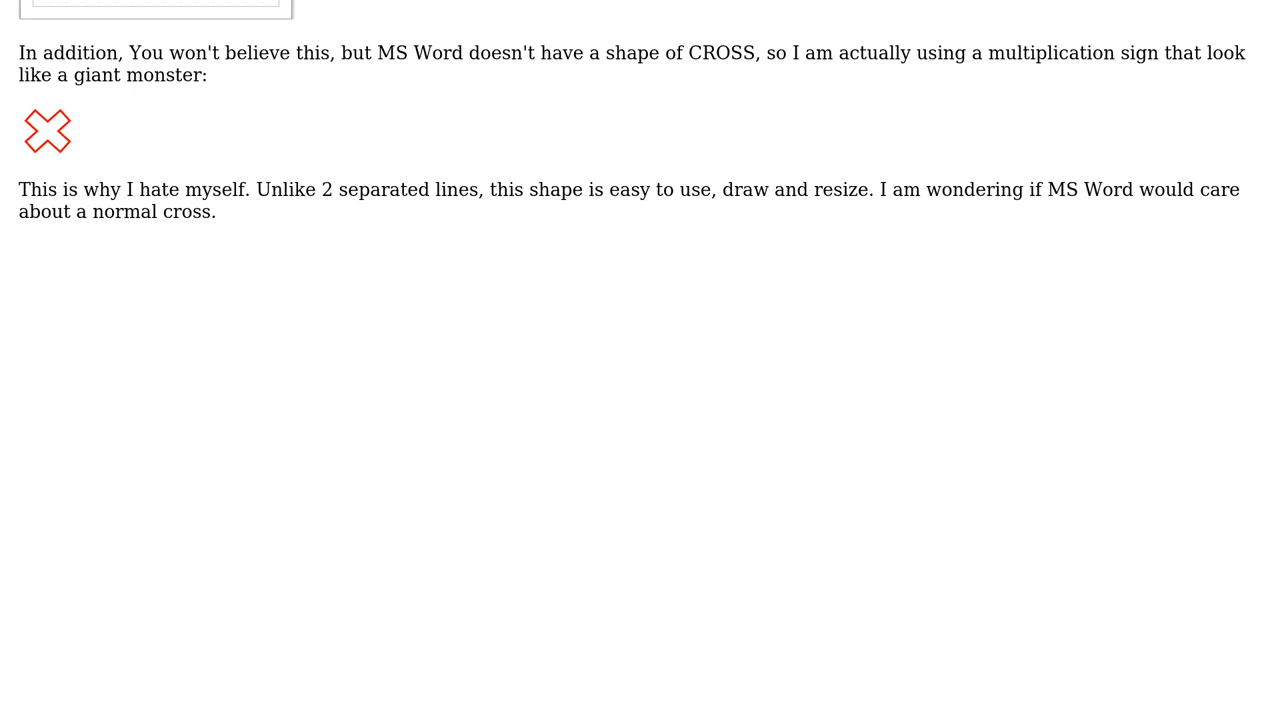 In addition, You won't believe this, but MS Word doesn't have a shape of CROSS, so I am actually using a multiplication sign that look
like a giant monster:
This is why I hate myself. Unlike 2 separated lines, this shape is easy to use, draw and resize. I am wondering if MS Word would care
about a normal cross.